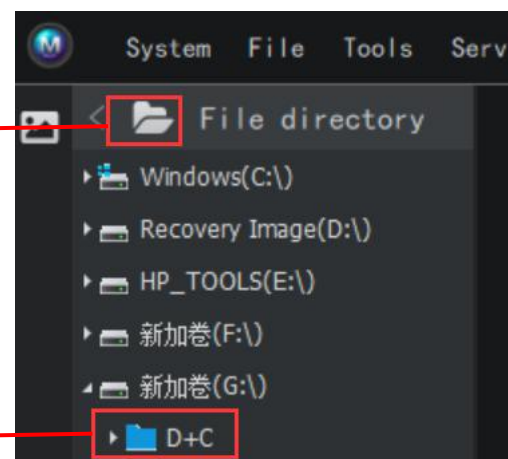 M
System File Tools Serv
< File directory
Windows(C:\)
Recovery Image(D:\)
HP_TOOLS(E:\)
新加卷(F:\)
新加卷(G:\)
D+C